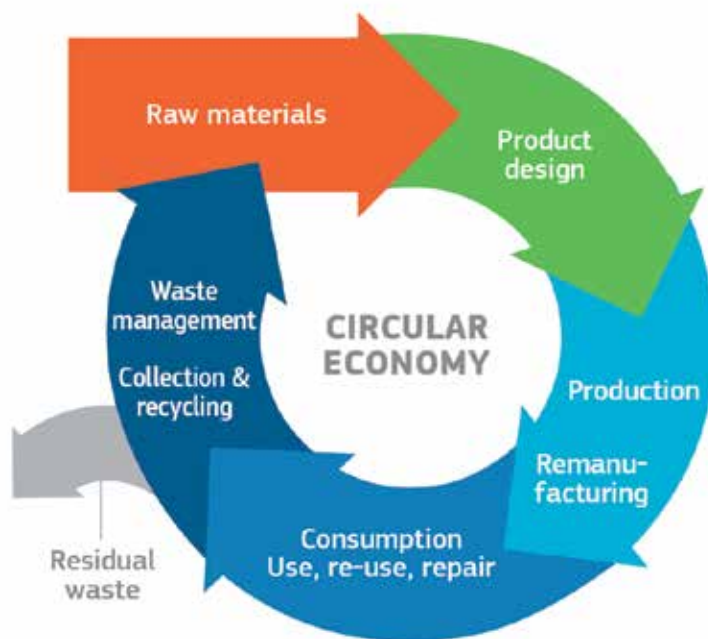 Raw materials
Product
design
Waste
management
CIRCULAR
ECONOMY
Collection &
recycling
Production
Remanu-
facturing
Consumption
Use, re-use, repair
Residual
waste